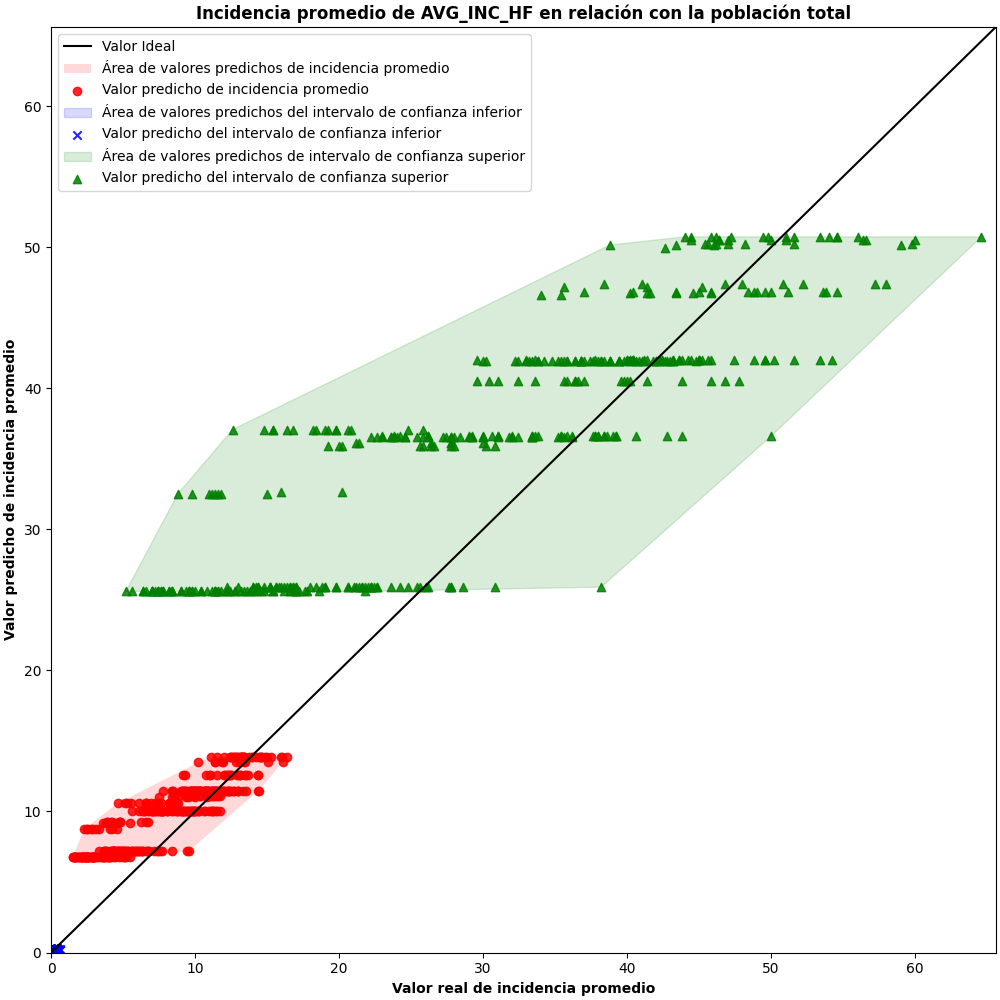 Incidencia promedio de AVG_INC_HF en relación con la población total
Valor Ideal
Área de valores predichos de incidencia promedio
Valor predicho de incidencia promedio
Área de valores predichos del intervalo de confianza inferior
Valor predicho del intervalo de confianza inferior
Área de valores predichos de intervalo de confianza superior
Valor predicho del intervalo de confianza superior
Valor predicho de incidencia promedio
60
50
40
30
20
10
0
0 10 20 30 40 50 60
Valor real de incidencia promedio